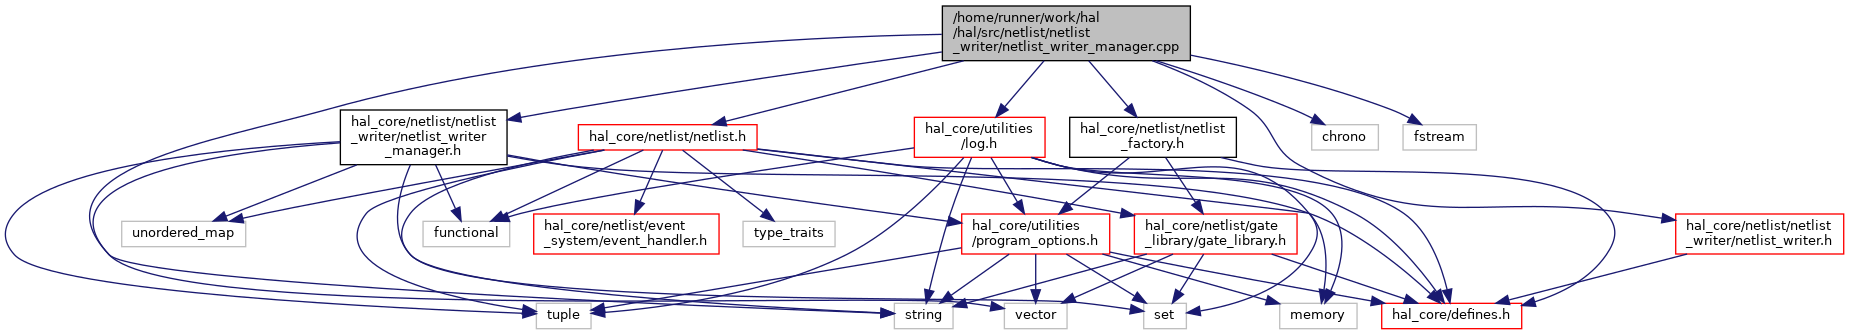 /home/runner/work/hal
/hal/src/netlist/netlist
_writer/netlist_writer_manager.cpp
hal_core/netlist/netlist
_writer/netlist_writer
_manager.h
hal_core/netlist/netlist.h
hal_core/utilities
/log.h
hal_core/netlist/netlist
_factory.h
chrono
fstream
unordered_map
functional
hal_core/netlist/event
_system/event_handler.h
type_traits
hal_core/utilities
/program_options.h
hal_core/netlist/gate
_library/gate_library.h
hal_core/netlist/netlist
_writer/netlist_writer.h
tuple
string
vector
set
memory
hal_core/defines.h